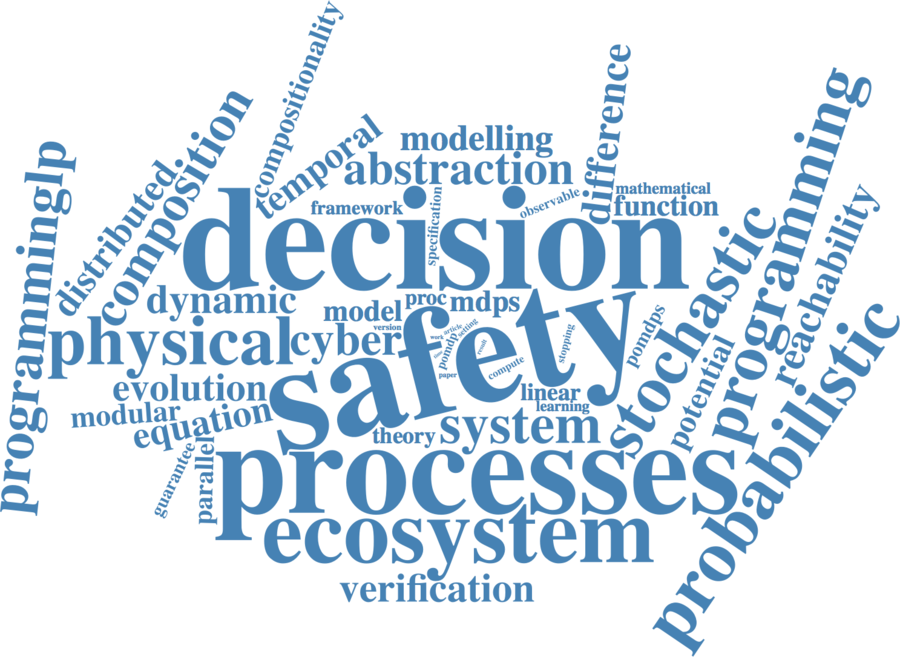 compositionality
difference
programming
composition
temporal
modelling
abstraction
distributed
programminglp
mathematical
function
framework
specification
observable
decision
stochastic
reachability
dynamic
model
proc
mdps
version
work
article
setting
pomdp
result
stopping
pomdps
physical
cyber
safety
paper
compute
potential
probabilistic
evolution
linear
learning
modular
equation
theory
system
guarantee
parallel
processes
ecosystem
verification